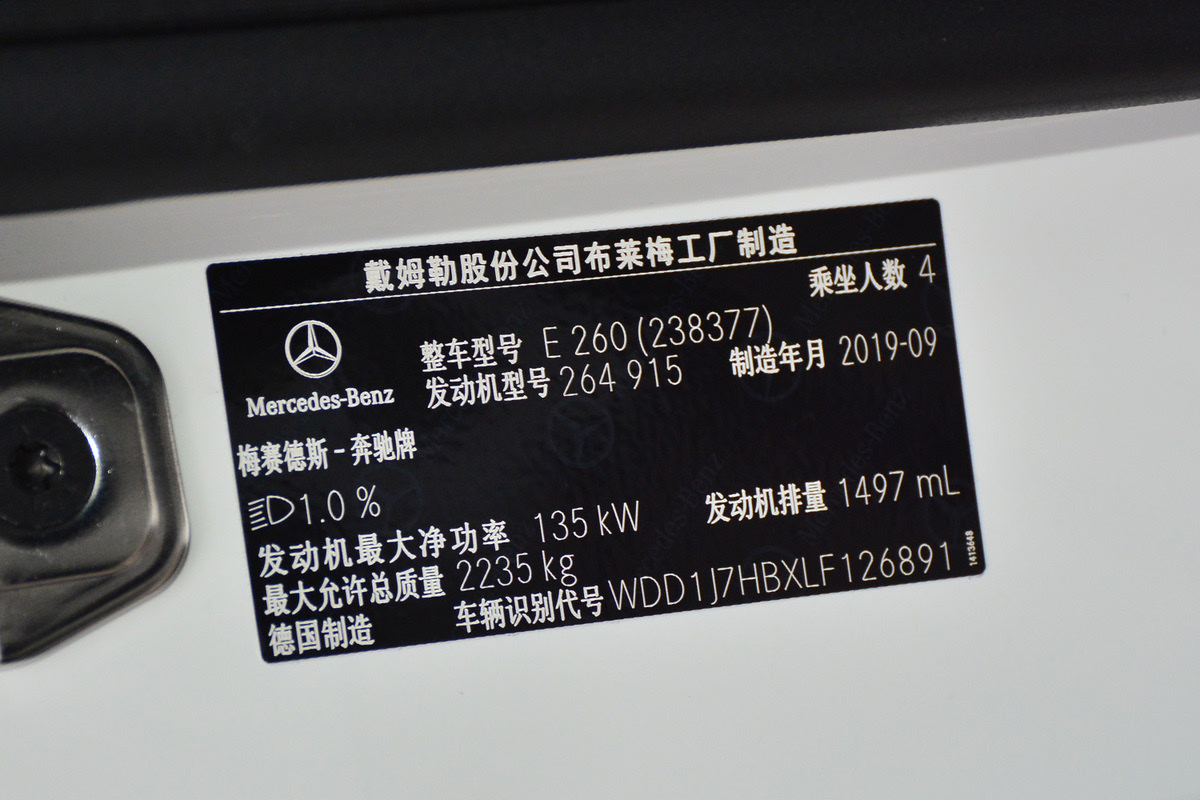 戴姆勒股份公司布莱梅工厂制造
乘坐人数 4
整车型号 E 260 (238377)
发动机型号 264 915
制造年月 2019-09
Mercedes-Benz
梅赛德斯-奔驰牌
1.0 %
发动机最大净功率 135 kW
发动机排量 1497 mL
最大允许总质量 2235 kg
德国制造
车辆识别代号 WDD1J7HBXLF126891
1413648